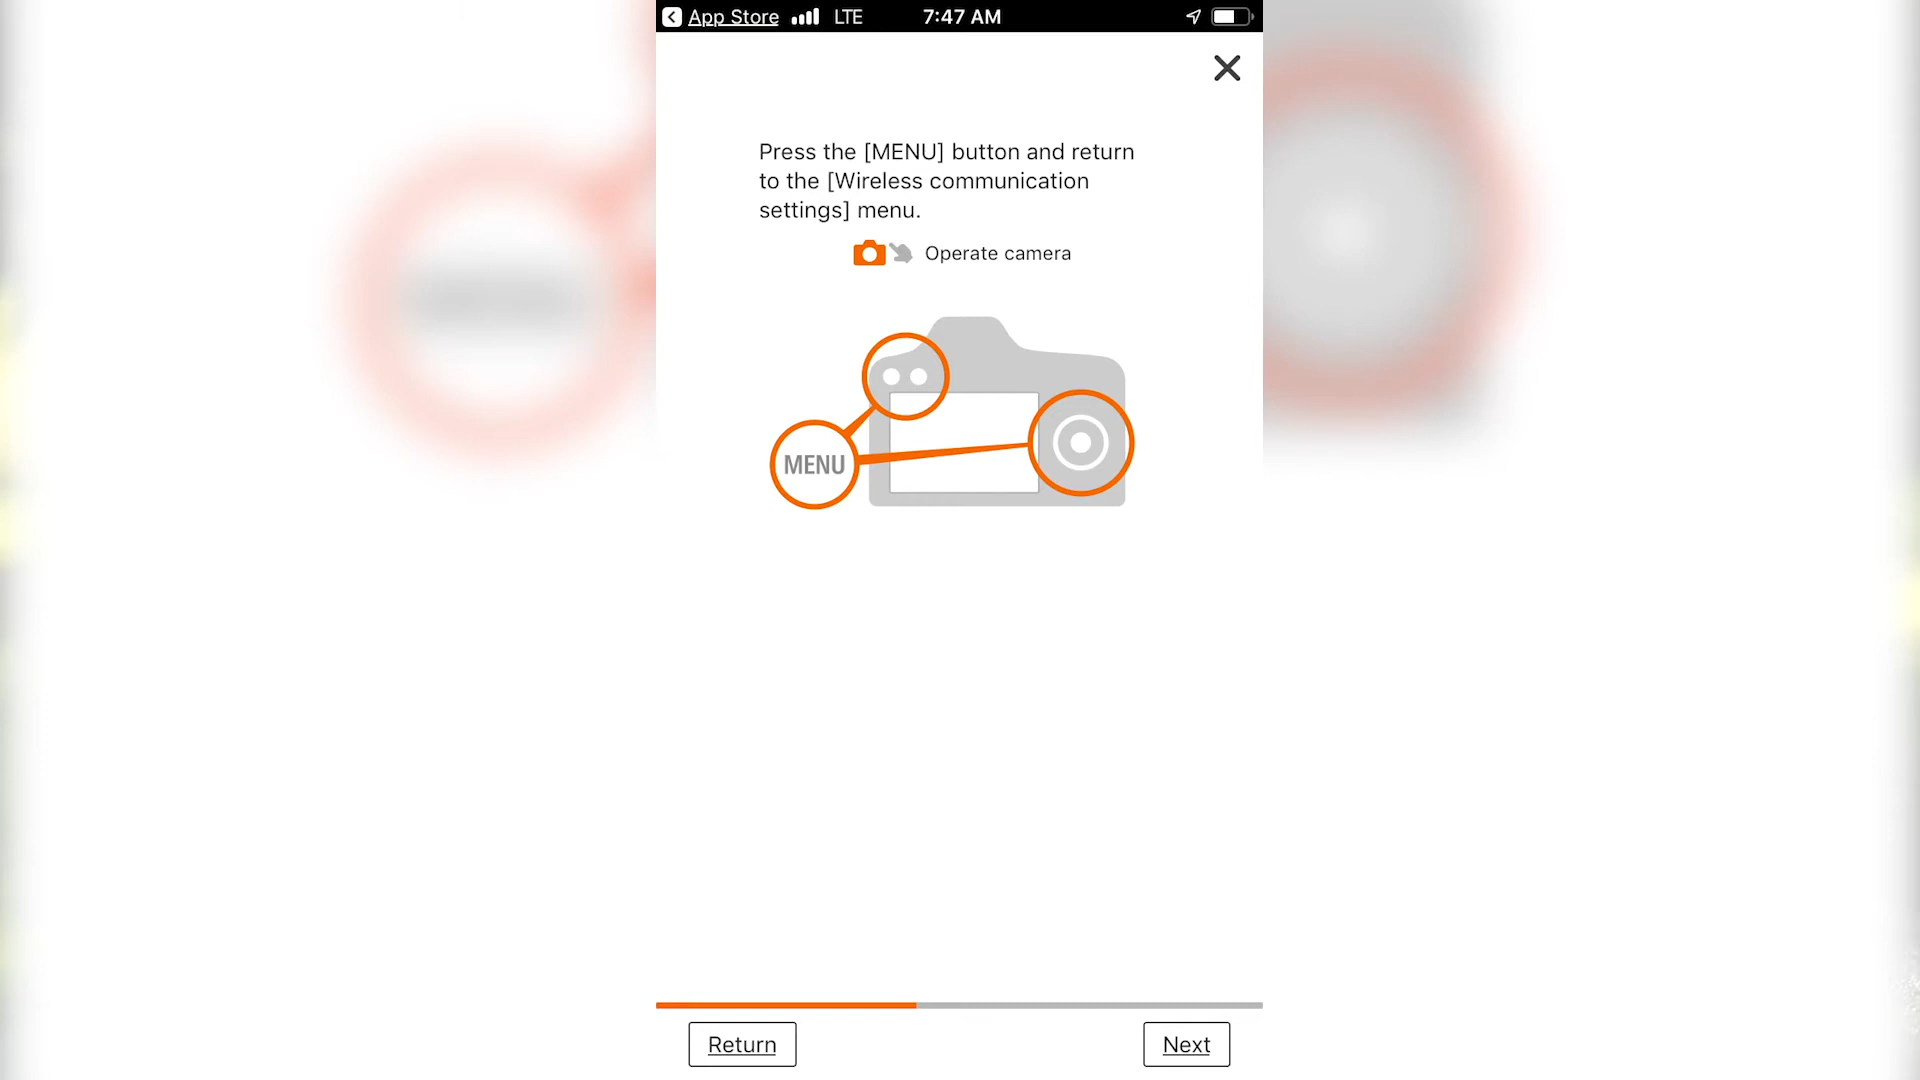 App Store LTE 7:47 AM
Press the [MENU] button and return
to the [Wireless communication
settings] menu.
Operate camera
MENU
Return Next